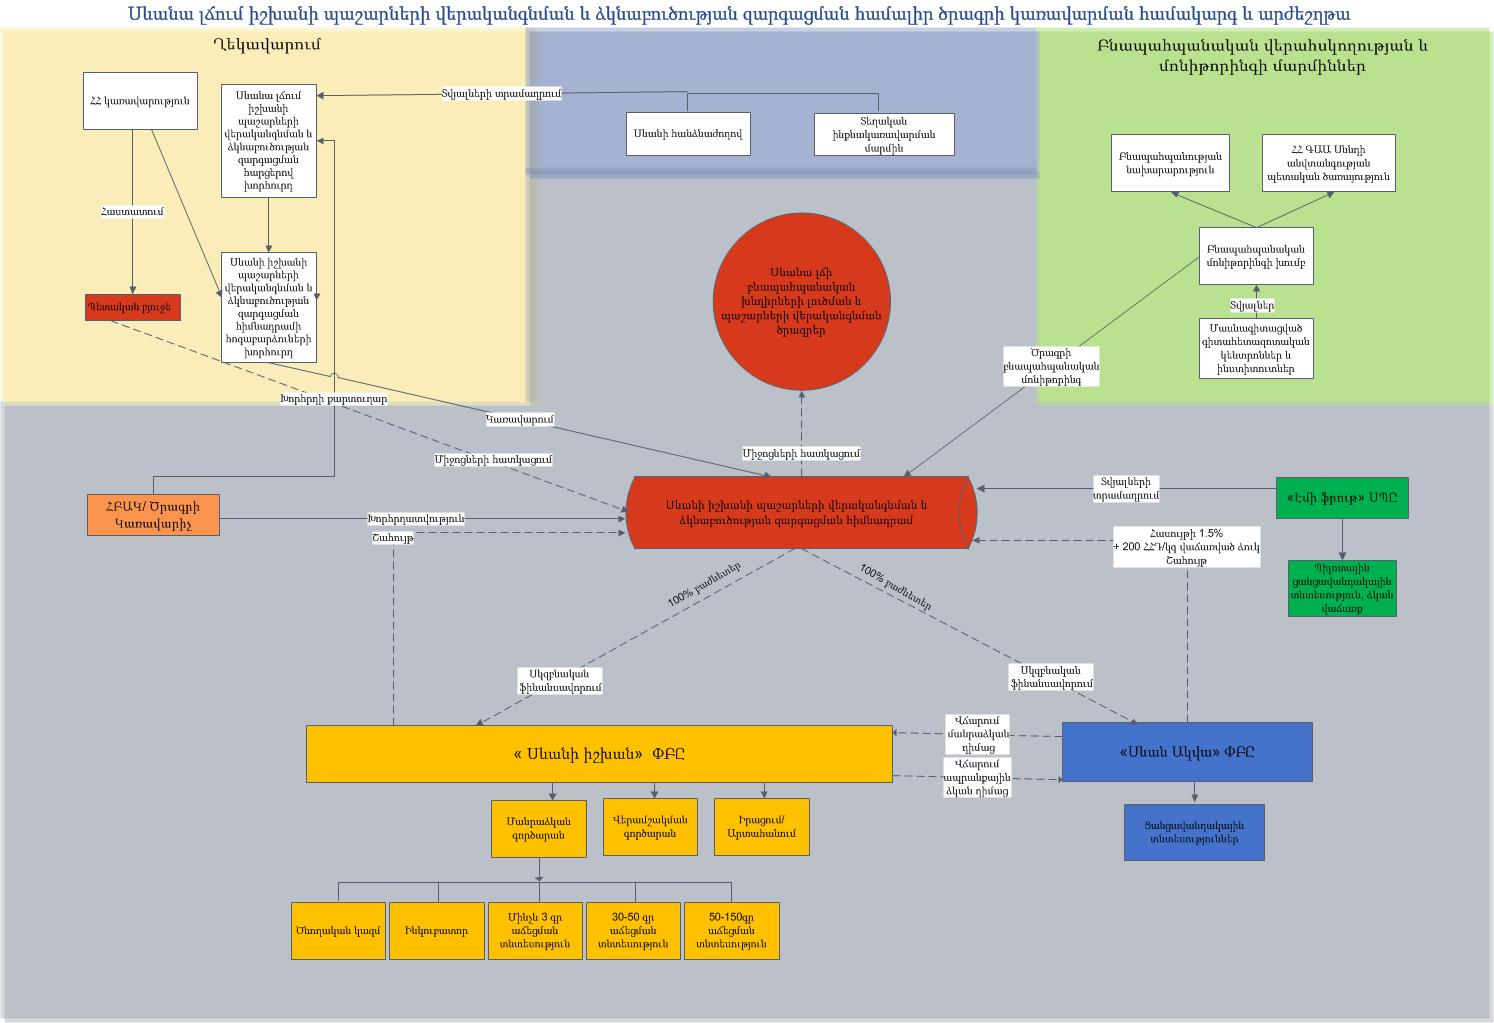 Սևանա լճում իշխանի պաշարների վերականգնման և ձկնաբուծության զարգացման համալիր ծրագրի կառավարման համակարգ և արժեշղթա
Ղեկավարում
ՀՀ կառավարություն
Սևանա լճում
իշխանի
պաշարների
վերականգնման և
ձկնաբուծության
զարգացման
հարցերով
խորհուրդ
Հաստատում
Պետական բյուջե
Սևանի իշխանի
պաշարների
վերականգնման և
ձկնաբուծության
զարգացման
հիմնադրամի
հոգաբարձուների
խորհուրդ
Տվյալների տրամադրում
Սևանի հանձնաժողով
Տեղական
ինքնակառավարման
մարմին
Բնապահպանական վերահսկողության և
մոնիթորինգի մարմիններ
Բնապահպանության
նախարարություն
ՀՀ ԳԱԱ Սննդի
անվտանգության
պետական ծառայություն
Բնապահպանական
մոնիթորինգի խումբ
Տվյալներ
Մասնագիտացված
գիտահետազոտական
կենտրոններ և
ինստիտուտներ
Սևանա լճի
բնապահպանական
խնդիրների լուծման և
պաշարների վերականգնման
ծրագրեր
Ծրագրի
բնապահպանական
մոնիթորինգ
Խորհրդի քարտուղար
Կառավարում
Միջոցների հատկացում
Միջոցների հատկացում
ՀԲԱԿ/ Ծրագրի
Կառավարիչ
Խորհրդատվություն
Շահույթ
Սևանի իշխանի պաշարների վերականգնման և
ձկնաբուծության զարգացման հիմնադրամ
Տվյալների
տրամադրում
«Էմի ֆրութ» ՍՊԸ
Հասույթի 1.5%
+ 200 ՀՀԴ/կգ վաճառված ձուկ
Շահույթ
Պիլոտային
ցանցավանդակային
տնտեսություն, ձկան
վաճառք
100% բաժնետեր
100% բաժնետեր
Սկզբնական
ֆինանսավորում
Սկզբնական
ֆինանսավորում
« Սևանի իշխան»  ՓԲԸ
Վճարում
մանրաձկան
դիմաց
Վճարում
ապրանքային
ձկան դիմաց
«Սևան Ակվա» ՓԲԸ
Մանրաձկան
գործարան
Վերամշակման
գործարան
Իրացում/
Արտահանում
Ցանցավանդակային
տնտեսություններ
Ծնողական կազմ
Ինկուբատոր
Մինչև 3 գր
աճեցման
տնտեսություն
30-50 գր
աճեցման
տնտեսություն
50-150գր
աճեցման
տնտեսություն